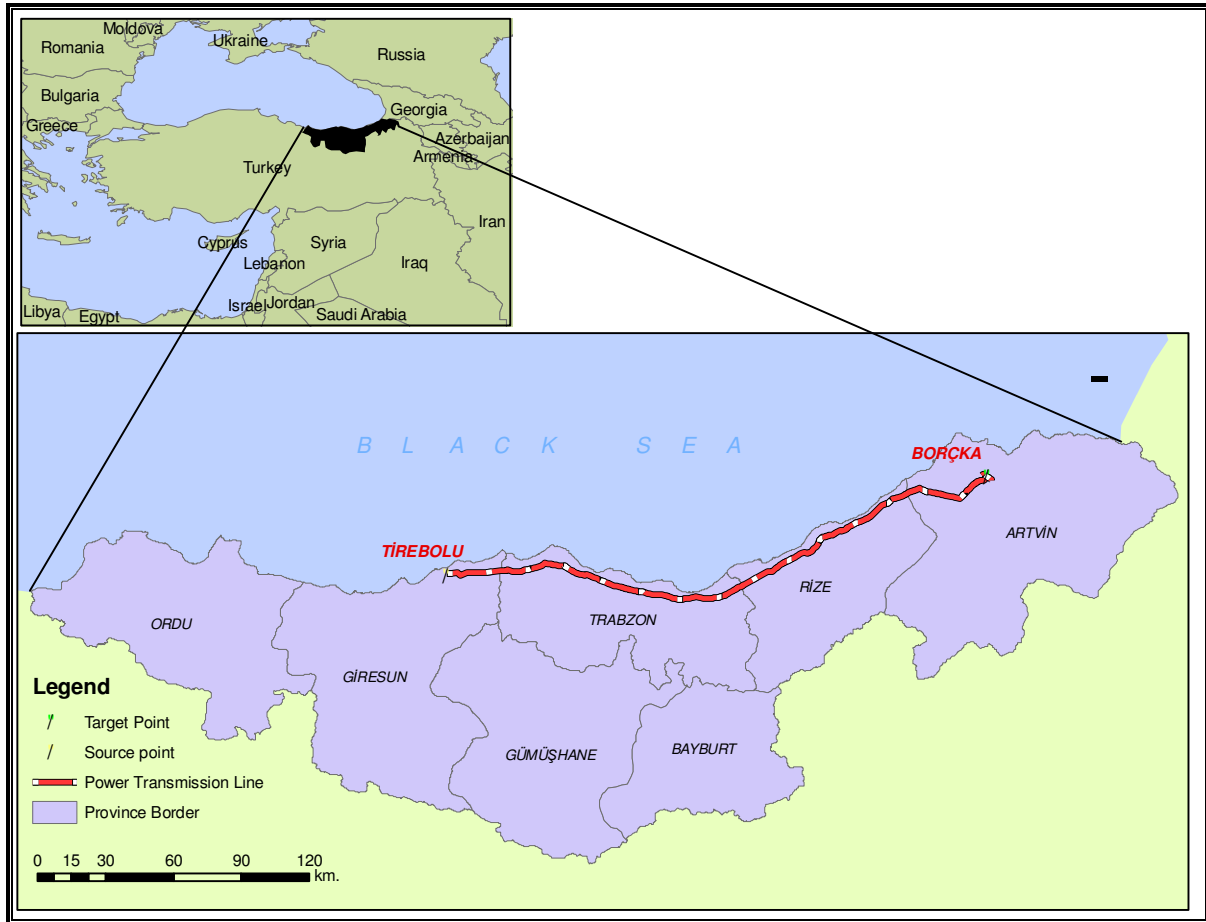 Moldova
Ukraine
Romania
Russia
Bulgaria
Georgia
Greece
Azerbaijan
Armenia
Turkey
Iran
Cyprus
Syria
Lebanon
Iraq
Israel
Jordan
Libya
Egypt
Saudi Arabia
BLACK SEA
BORÇKA
ARTVİN
TİREBOLU
RİZE
TRABZON
ORDU
GİRESUN
GÜMÜŞHANE
BAYBURT
Legend
Target Point
Source point
Power Transmission Line
Province Border
0 15 30 60 90 120
km.